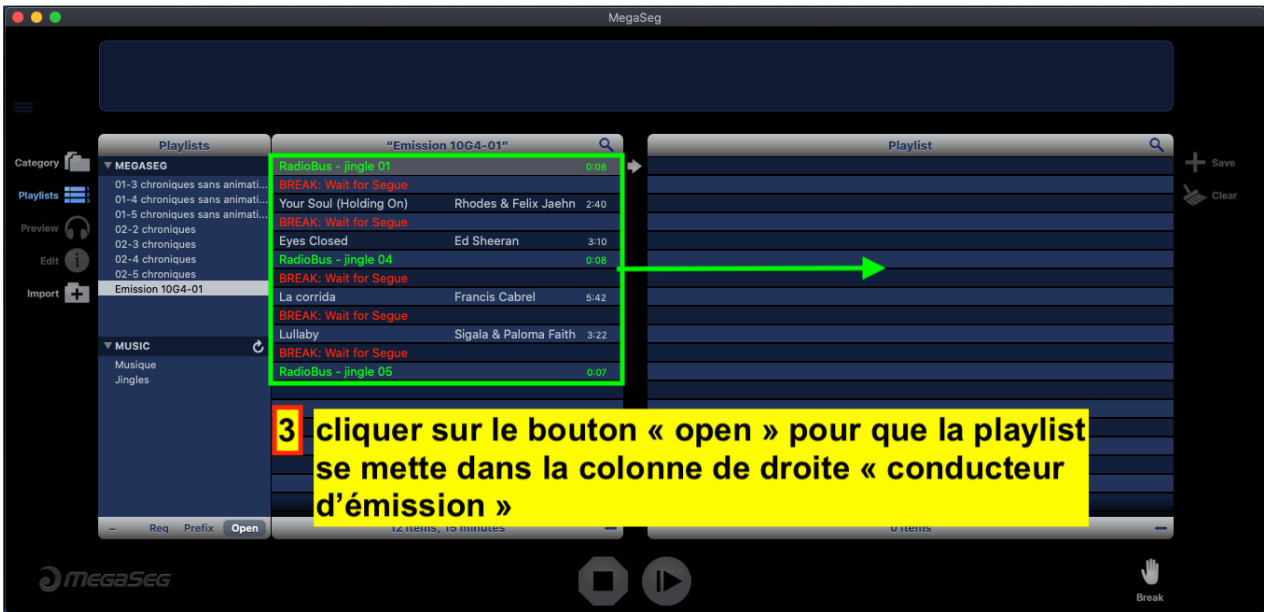 MegaSeg
Category
Playlists
Preview
Edit
Import
Playlists
MEGASEG
01-3 chroniques sans animati...
01-4 chroniques sans animati...
01-5 chroniques sans animati...
02-2 chroniques
02-3 chroniques
02-4 chroniques
02-5 chroniques
Emission 10G4-01
MUSIC
Musique
Jingles
– Req Prefix Open
"Emission 10G4-01"
RadioBus - jingle 01 0:08
BREAK: Wait for Segue
Your Soul (Holding On) Rhodes & Felix Jaehn 2:40
BREAK: Wait for Segue
Eyes Closed Ed Sheeran 3:10
RadioBus - jingle 04 0:08
BREAK: Wait for Segue
La corrida Francis Cabrel 5:42
BREAK: Wait for Segue
Lullaby Sigala & Paloma Faith 3:22
BREAK: Wait for Segue
RadioBus - jingle 05 0:07
12 items, 15 minutes
Playlist
0 items
Save
Clear
3 cliquer sur le bouton « open » pour que la playlist
se mette dans la colonne de droite « conducteur
d'émission »
MegaSeg
Break